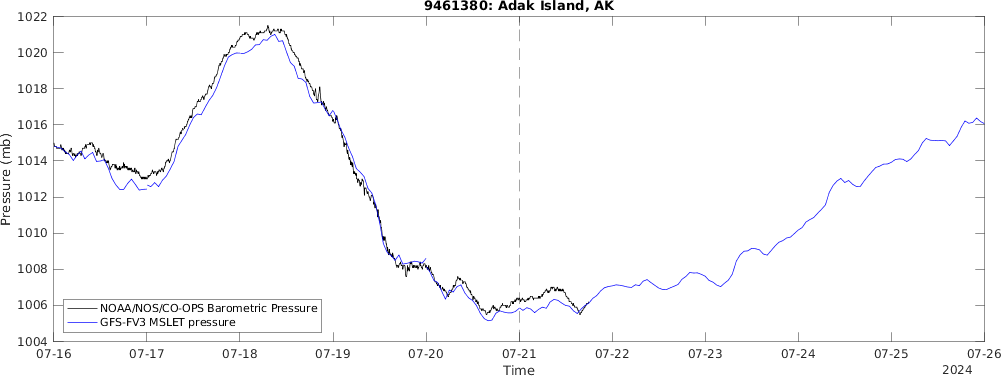 9461380: Adak Island, AK
1022
1020
1018
1016
1014
1012
1010
1008
1006
1004
Pressure (mb)
NOAA/NOS/CO-OPS Barometric Pressure
GFS-FV3 MSLET pressure
07-16 07-17 07-18 07-19 07-20 07-21 07-22 07-23 07-24 07-25 07-26
Time
2024